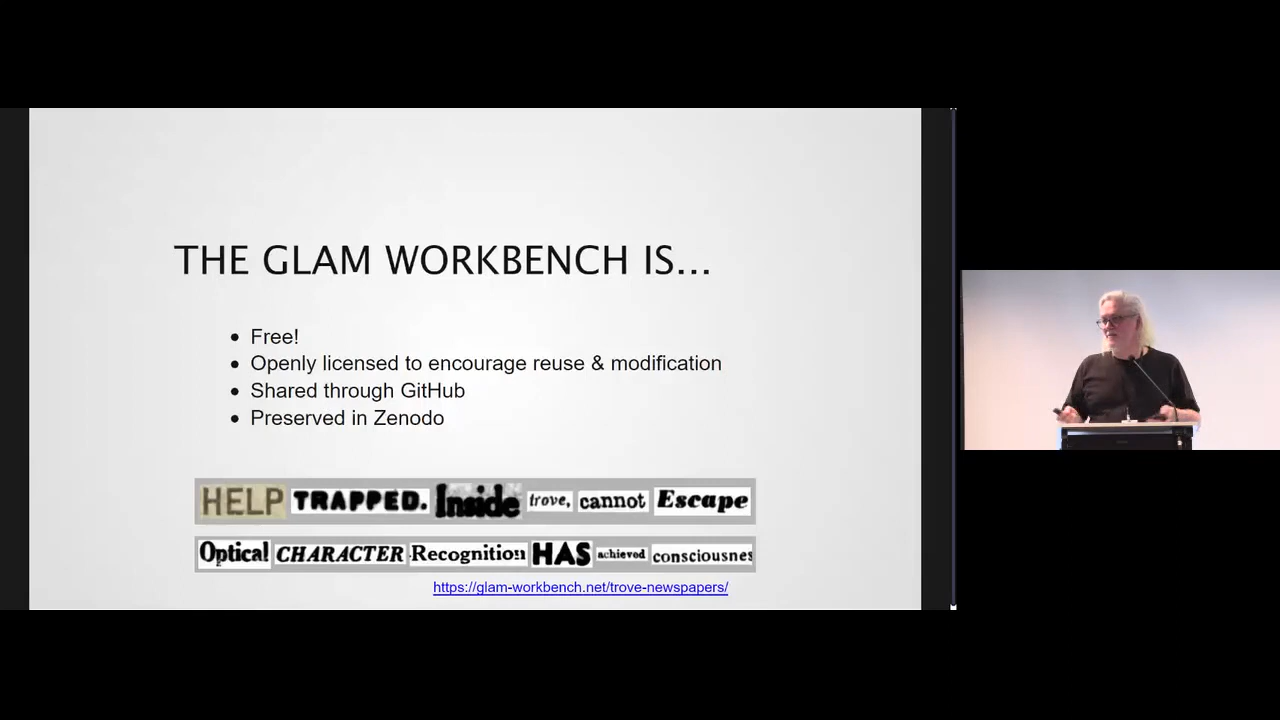 THE GLAM WORKBENCH IS...
Free!
Openly licensed to encourage reuse & modification
Shared through GitHub
Preserved in Zenodo
HELP TRAPPED. Inside trove, cannot Escape
Optical CHARACTER Recognition HAS achieved consciousnes
https://glam-workbench.net/trove-newspapers/